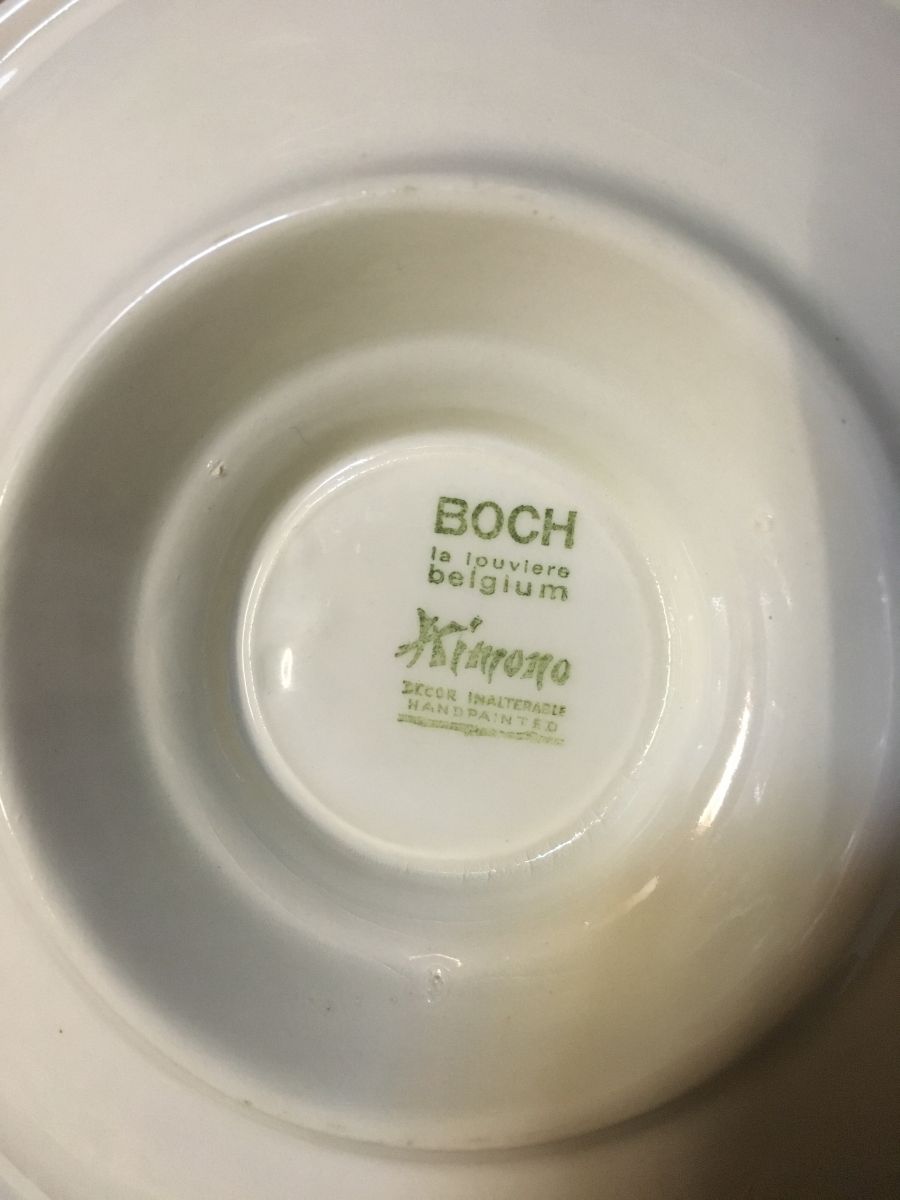 BOCH
la louviere
belgium
Kimono
DECOR INALTERABLE
HANDPAINTED